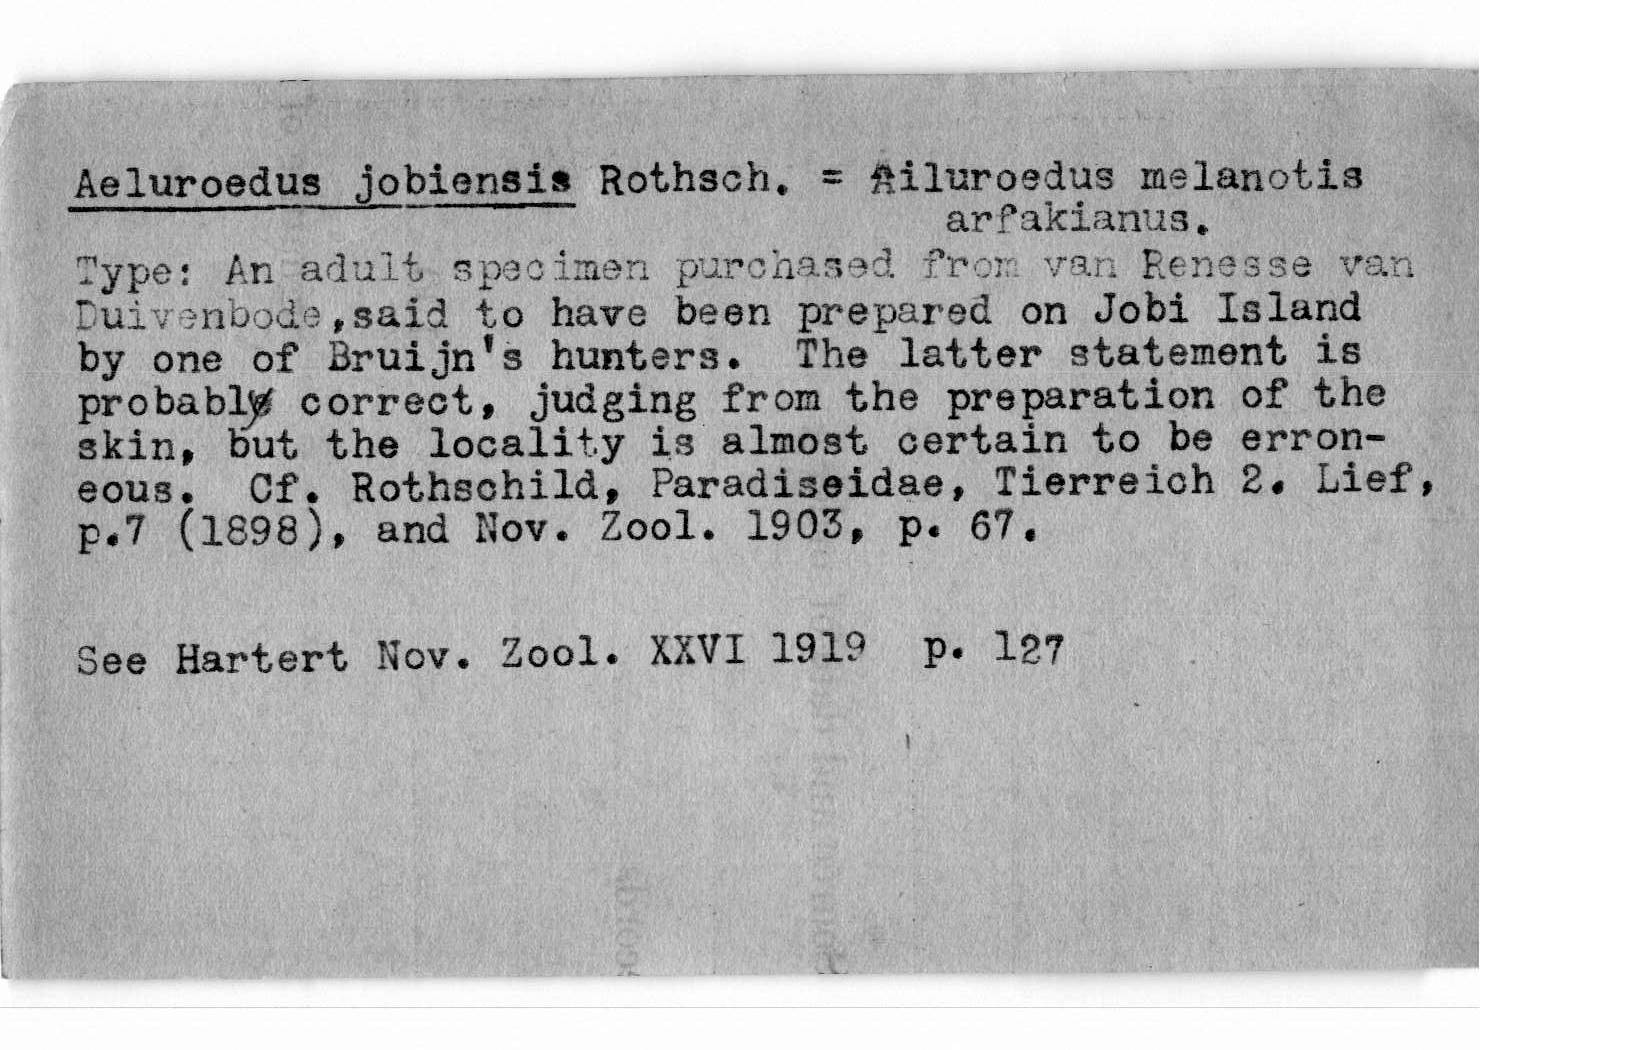 Aeluroedus jobiensis Rothsch. = Ailuroedus melanotis
arfakianus.
Type: An adult specimen purchased from van Renesse van
Duivenbode,said to have been prepared on Jobi Island
by one of Bruijn's hunters. The latter statement is
probably correct, judging from the preparation of the
skin, but the locality is almost certain to be erron-
eous. Cf. Rothschild, Paradiseidae, Tierreich 2. Lief,
p.7 (1898), and Nov. Zool. 1903, p. 67.
See Hartert Nov. Zool. XXVI 1919 p. 127